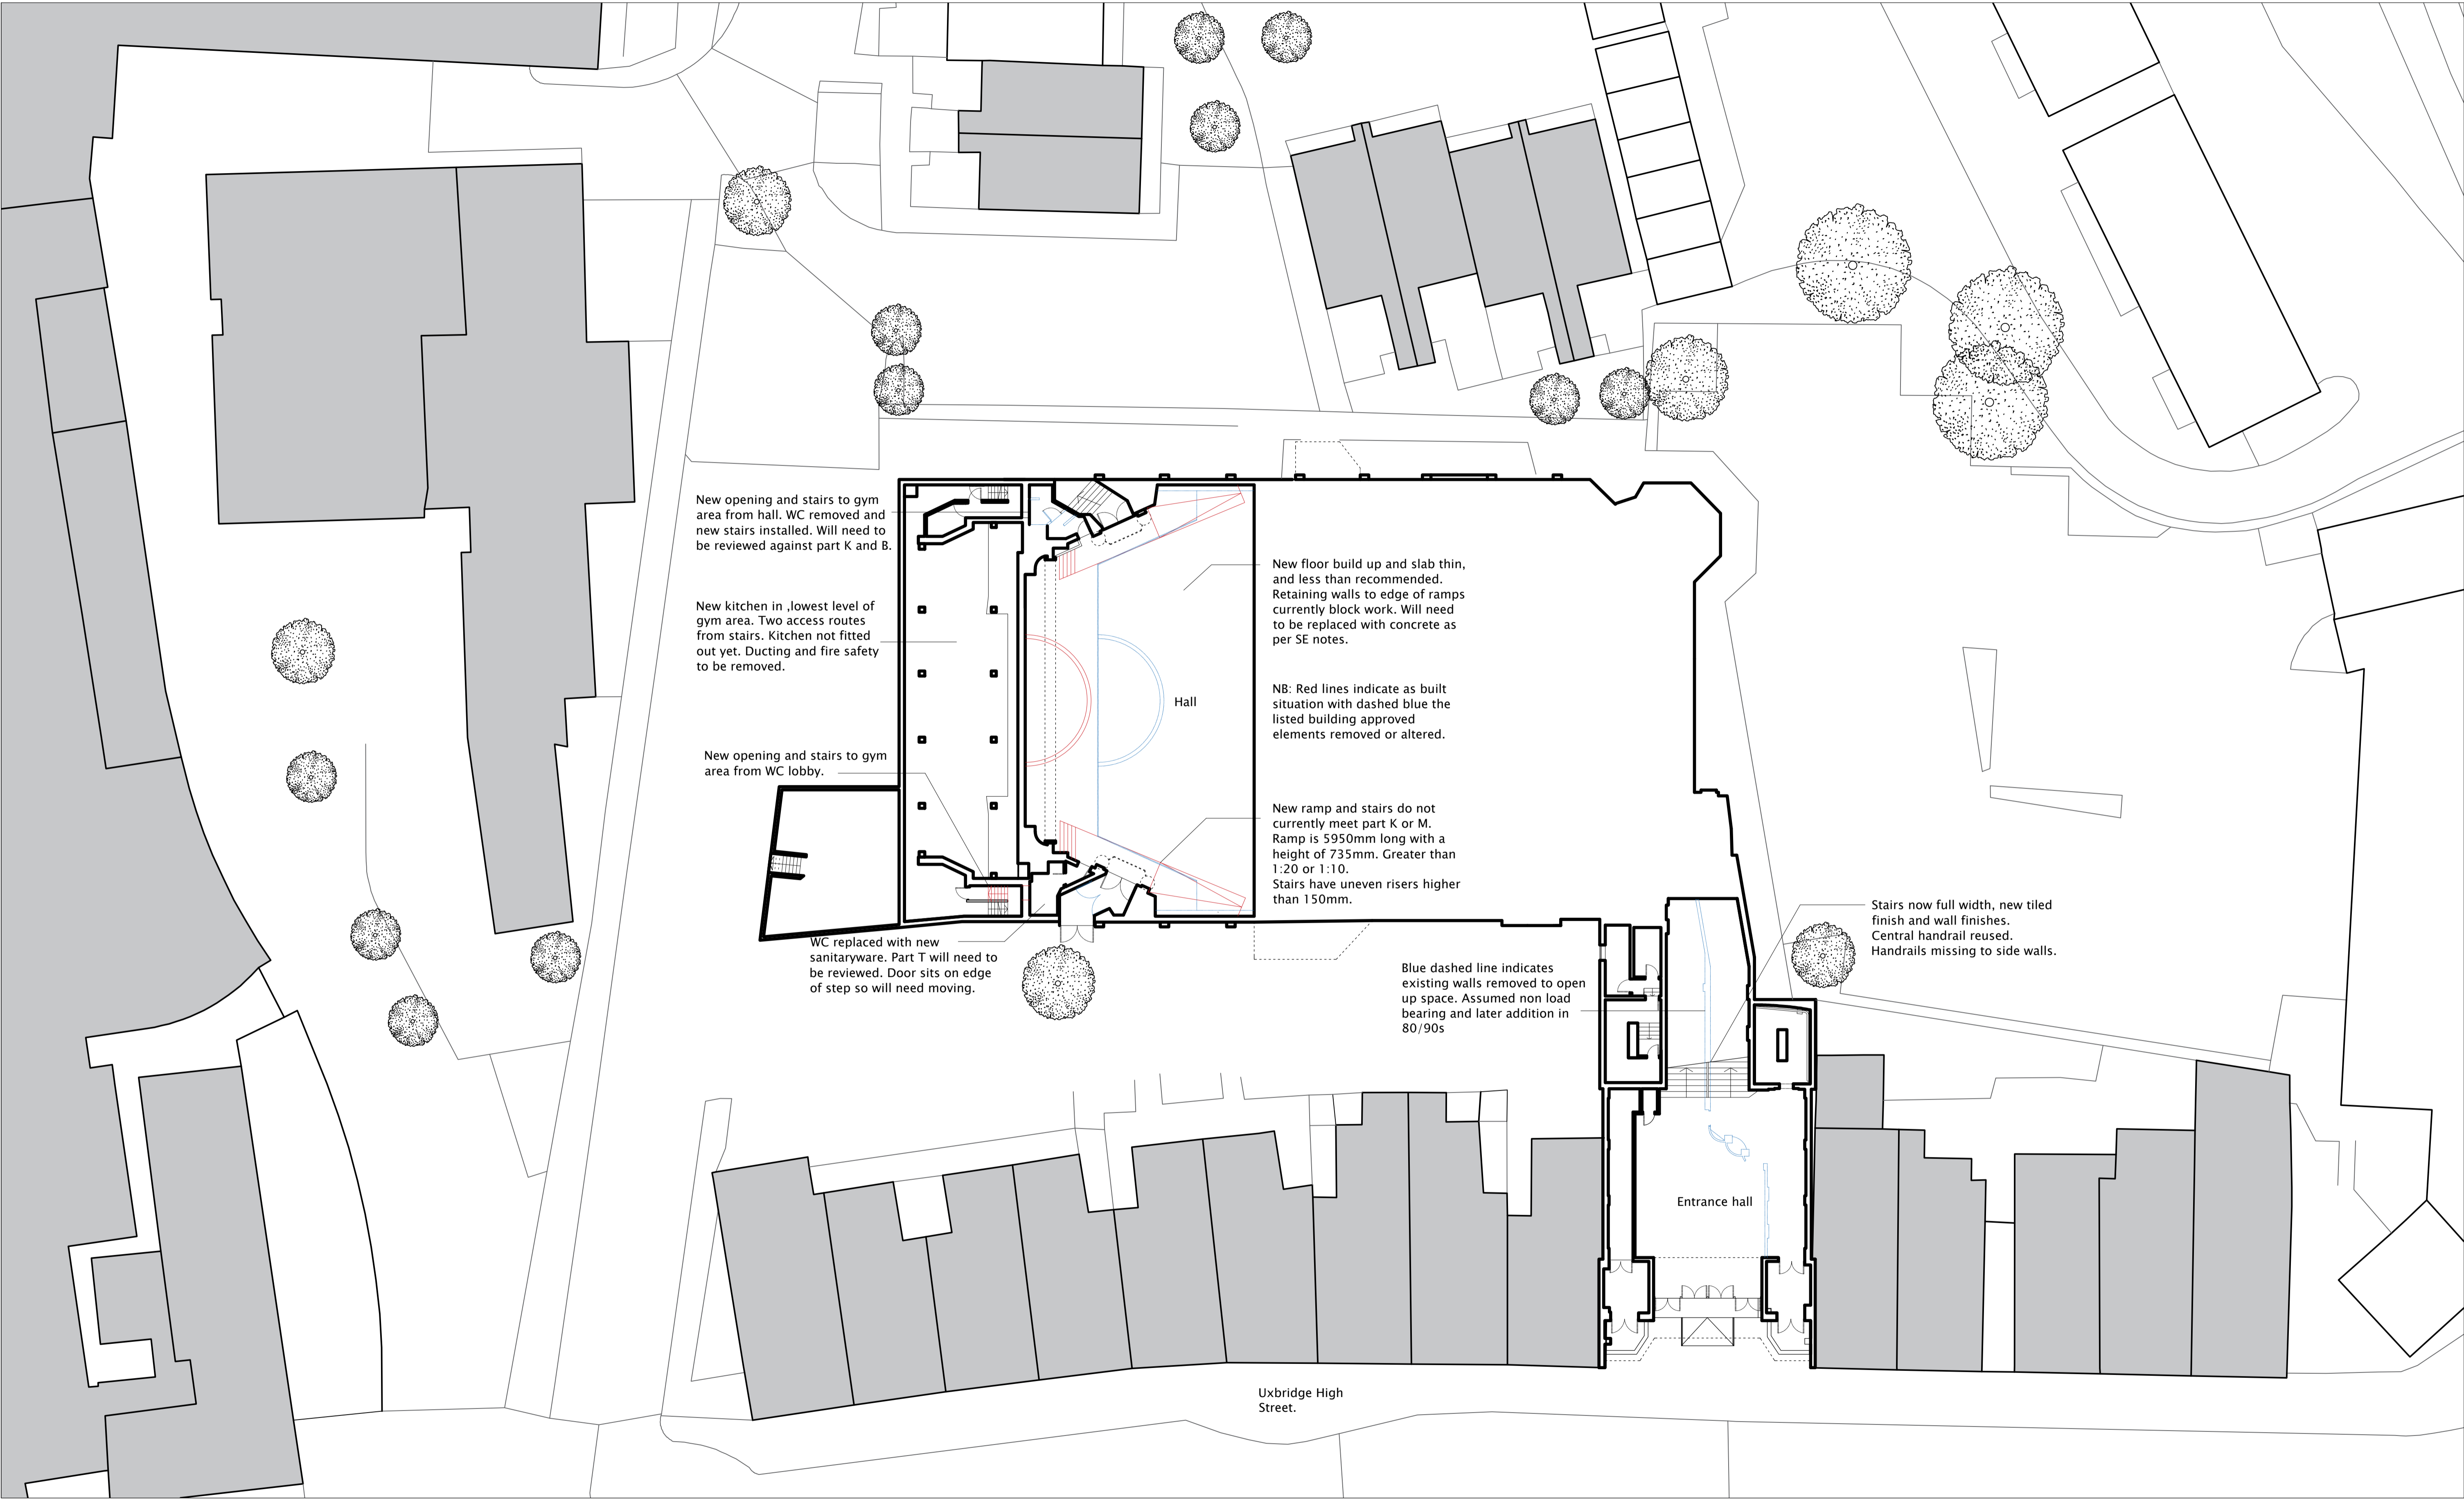 New opening and stairs to gym
area from hall. WC removed and
new stairs installed. Will need to
be reviewed against part K and B.
New kitchen in ,lowest level of
gym area. Two access routes
from stairs. Kitchen not fitted
out yet. Ducting and fire safety
to be removed.
New opening and stairs to gym
area from WC lobby.
WC replaced with new
sanitaryware. Part T will need to
be reviewed. Door sits on edge
of step so will need moving.
Hall
New floor build up and slab thin,
and less than recommended.
Retaining walls to edge of ramps
currently block work. Will need
to be replaced with concrete as
per SE notes.
NB: Red lines indicate as built
situation with dashed blue the
listed building approved
elements removed or altered.
New ramp and stairs do not
currently meet part K or M.
Ramp is 5950mm long with a
height of 735mm. Greater than
1:20 or 1:10.
Stairs have uneven risers higher
than 150mm.
Stairs now full width, new tiled
finish and wall finishes.
Central handrail reused.
Handrails missing to side walls.
Blue dashed line indicates
existing walls removed to open
up space. Assumed non load
bearing and later addition in
80/90s
Entrance hall
Uxbridge High
Street.